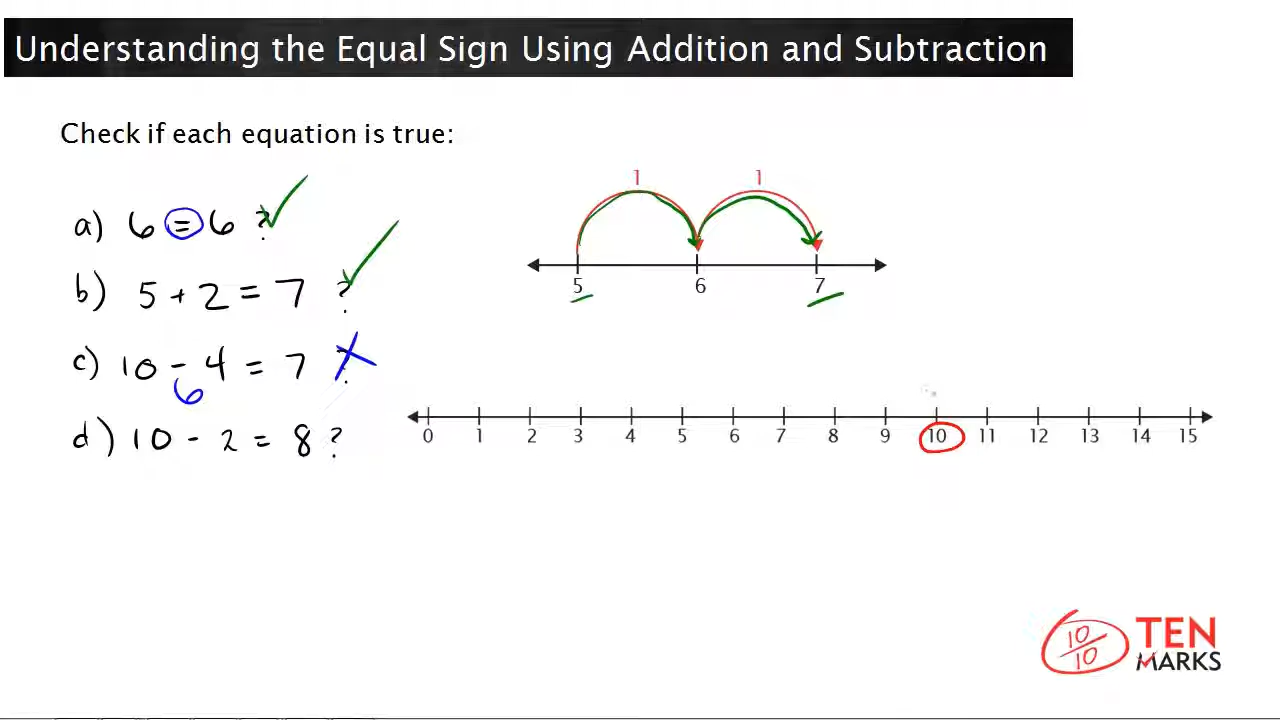 Understanding the Equal Sign Using Addition and Subtraction
Check if each equation is true:
a) 6 = 6 ?
b) 5 + 2 = 7 ?
c) 10 - 4 = 7 ?
6
d) 10 - 2 = 8 ?
1 1
5 6 7
0 1 2 3 4 5 6 7 8 9 10 11 12 13 14 15
10/10
TEN
MARKS